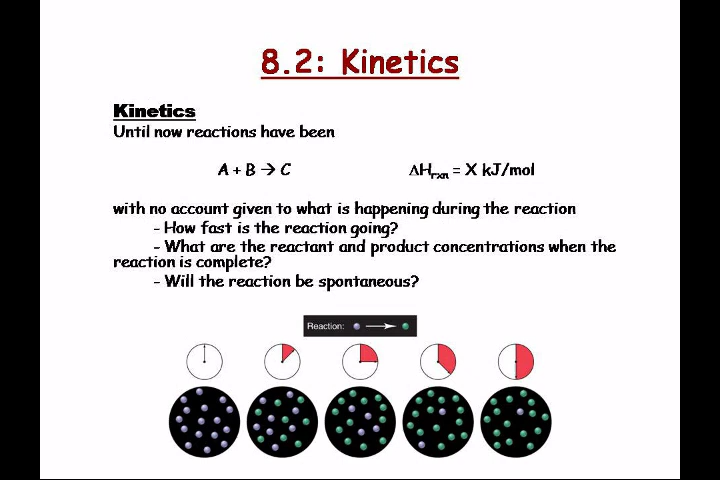 8.2: Kinetics
Kinetics
Until now reactions have been
A + B → C ΔHrxn = X kJ/mol
with no account given to what is happening during the reaction
- How fast is the reaction going?
- What are the reactant and product concentrations when the
reaction is complete?
- Will the reaction be spontaneous?
Reaction: